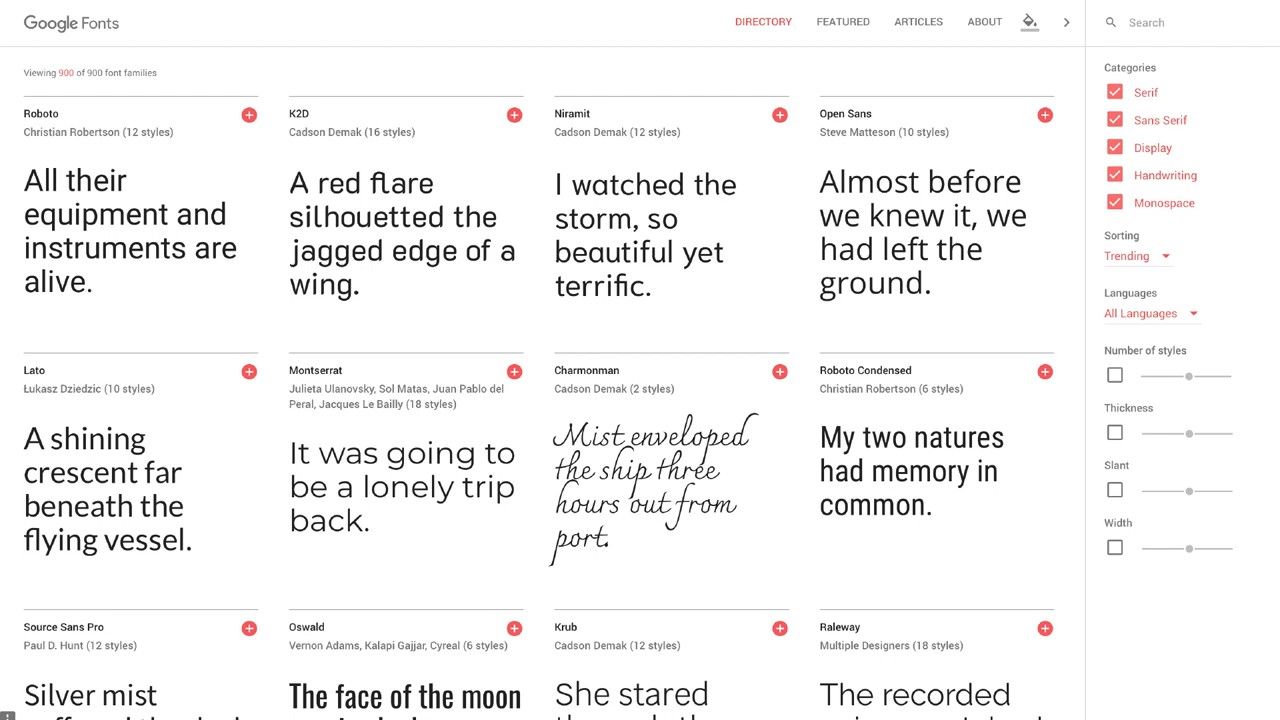 Google Fonts
DIRECTORY
FEATURED
ARTICLES
ABOUT
Search
Viewing 900 of 900 font families
Roboto
Christian Robertson (12 styles)
All their
equipment and
instruments are
alive.
K2D
Cadson Demak (16 styles)
A red flare
silhouetted the
jagged edge of a
wing.
Niramit
Cadson Demak (12 styles)
I watched the
storm, so
beautiful yet
terrific.
Open Sans
Steve Matteson (10 styles)
Almost before
we knew it, we
had left the
ground.
Lato
Łukasz Dziedzic (10 styles)
A shining
crescent far
beneath the
flying vessel.
Montserrat
Julieta Ulanovsky, Sol Matas, Juan Pablo del
Peral, Jacques Le Bailly (18 styles)
It was going to
be a lonely trip
back.
Charmonman
Cadson Demak (2 styles)
Mist enveloped
the ship three
hours out from
port.
Roboto Condensed
Christian Robertson (6 styles)
My two natures
had memory in
common.
Source Sans Pro
Paul D. Hunt (12 styles)
Silver mist
Oswald
Vernon Adams, Kalapi Gajjar, Cyreal (6 styles)
The face of the moon
Krub
Cadson Demak (12 styles)
She stared
Raleway
Multiple Designers (18 styles)
The recorded
Categories
Serif
Sans Serif
Display
Handwriting
Monospace
Sorting
Trending
Languages
All Languages
Number of styles
Thickness
Slant
Width